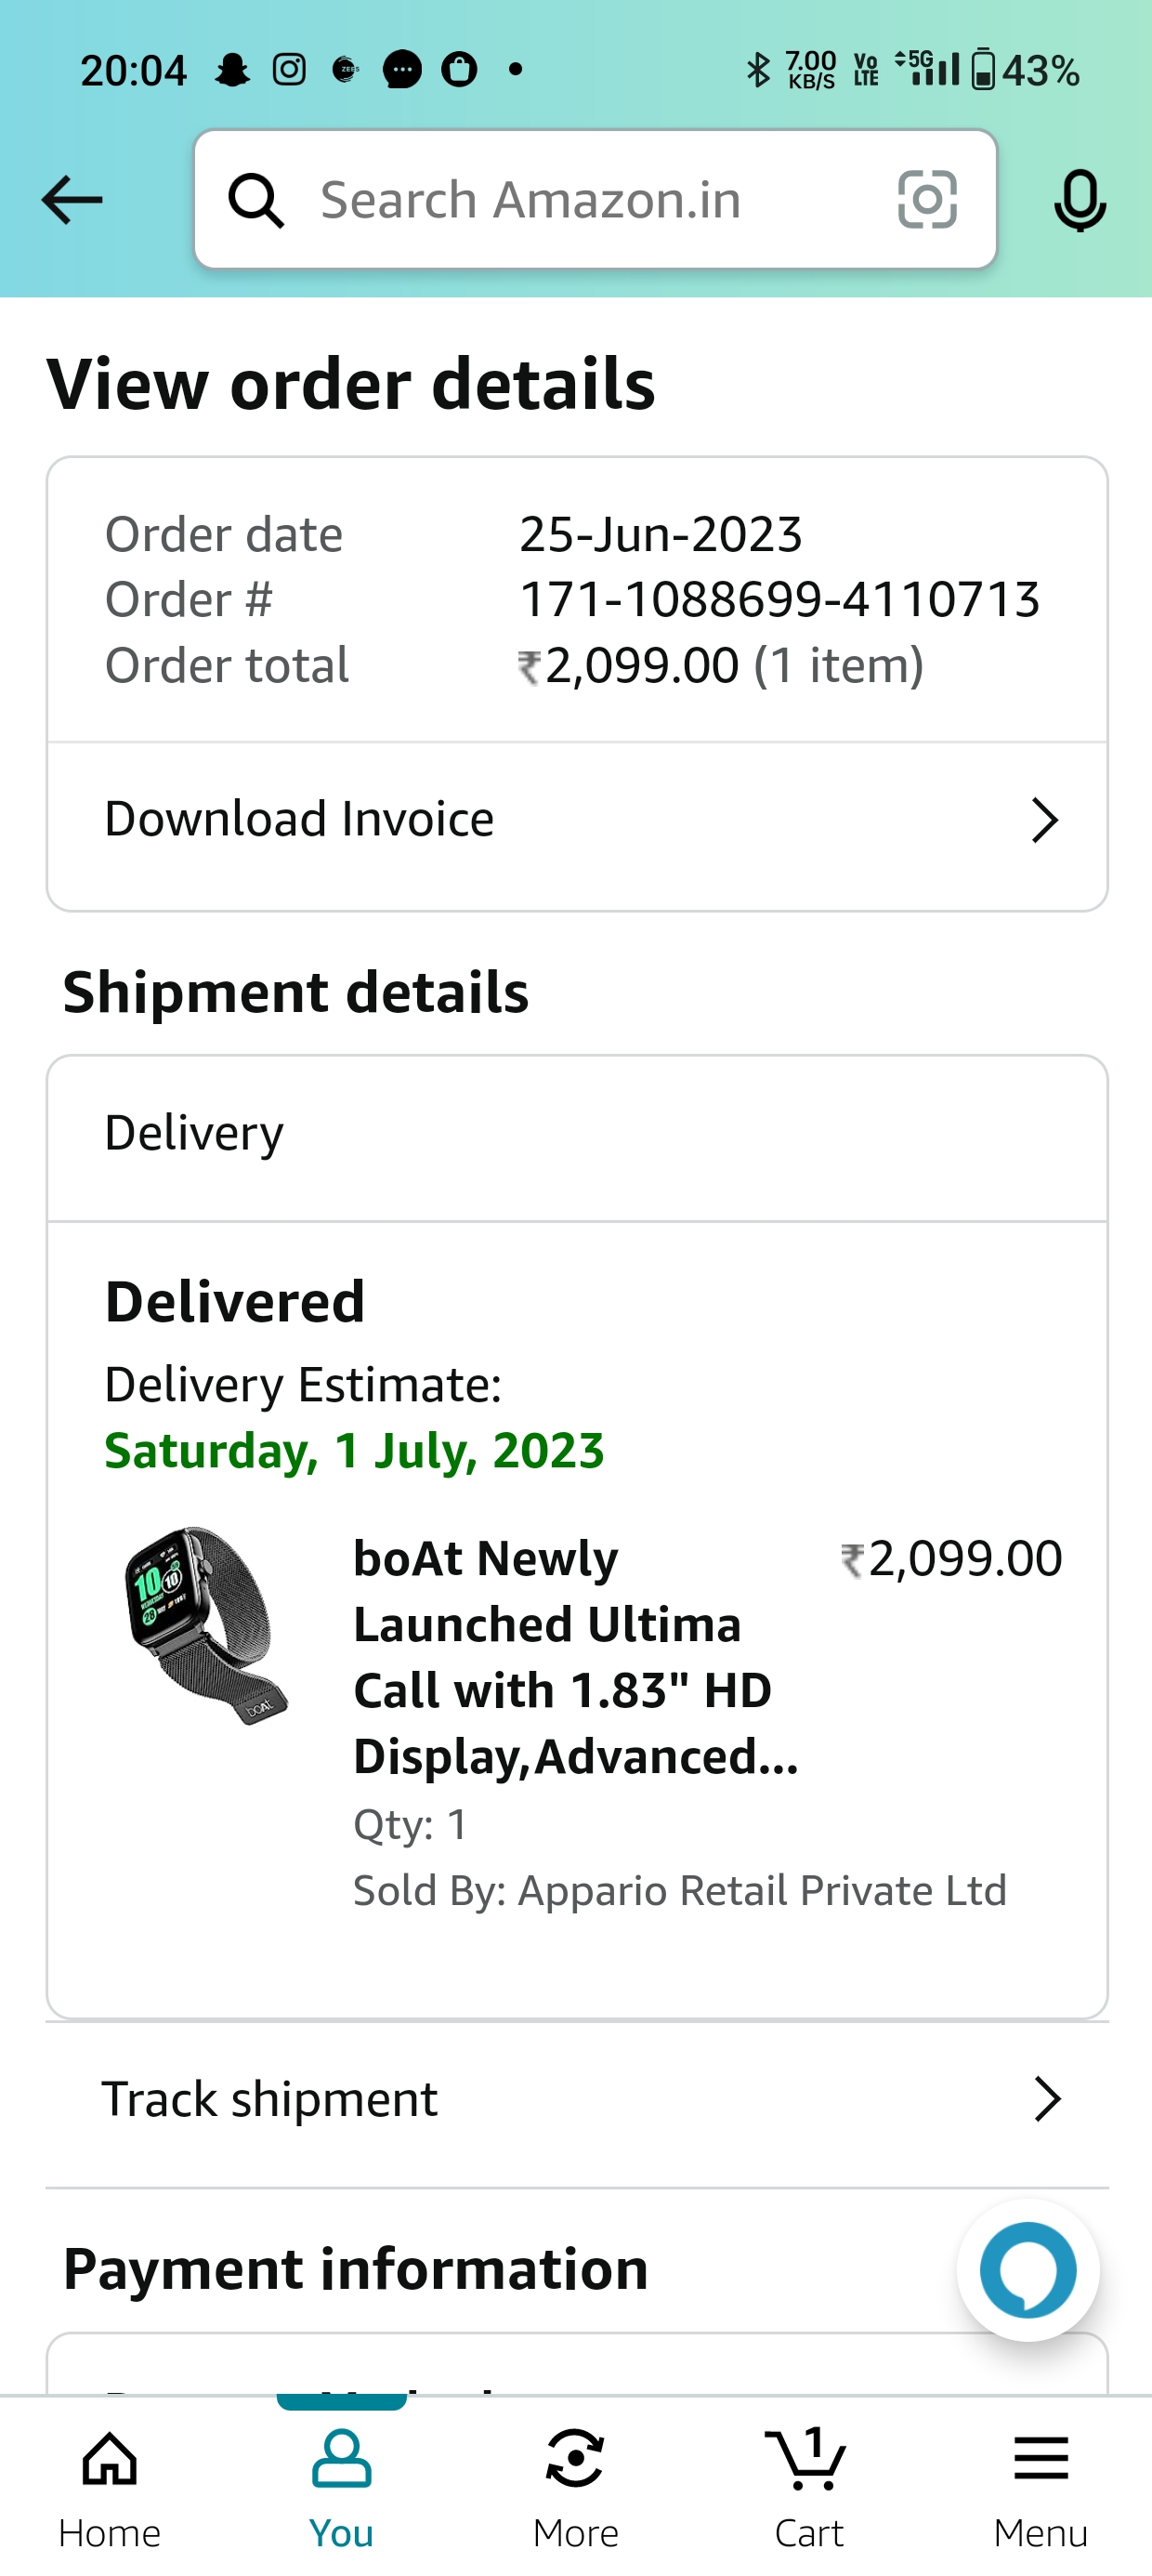 20:04
7.00 KB/S Vo LTE 5G 43%
Search Amazon.in
View order details
Order date 25-Jun-2023
Order # 171-1088699-4110713
Order total ₹2,099.00 (1 item)
Download Invoice
Shipment details
Delivery
Delivered
Delivery Estimate:
Saturday, 1 July, 2023
boAt Newly ₹2,099.00
Launched Ultima
Call with 1.83" HD
Display,Advanced...
Qty: 1
Sold By: Appario Retail Private Ltd
Track shipment
Payment information
1
Home You More Cart Menu